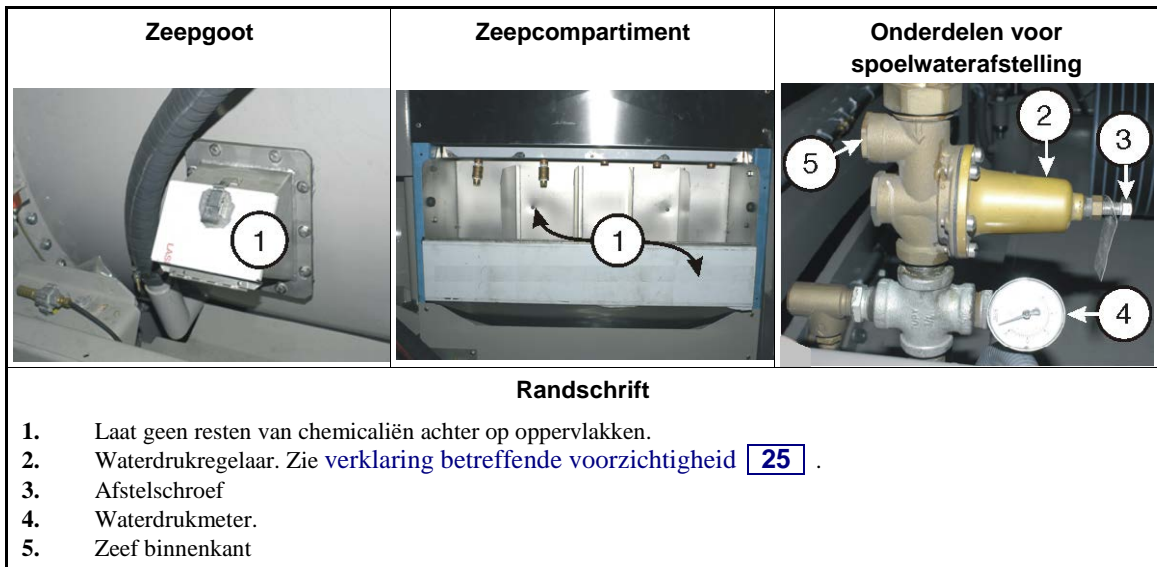 Zeepgoot
Zeepcompartiment
Onderdelen voor
spoelwaterafstelling
1
1
2
3
5
4
Randschrift
1. Laat geen resten van chemicaliën achter op oppervlakken.
2. Waterdrukregelaar. Zie verklaring betreffende voorzichtigheid 25 .
3. Afstelschroef
4. Waterdrukmeter.
5. Zeef binnenkant